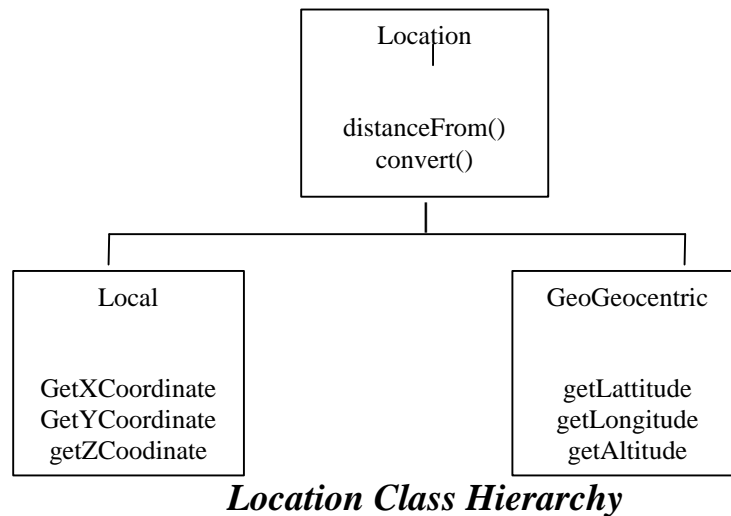 Location
distanceFrom()
convert()
Local
GetXCoordinate
GetYCoordinate
getZCoodinate
GeoGeocentric
getLattitude
getLongitude
getAltitude
Location Class Hierarchy